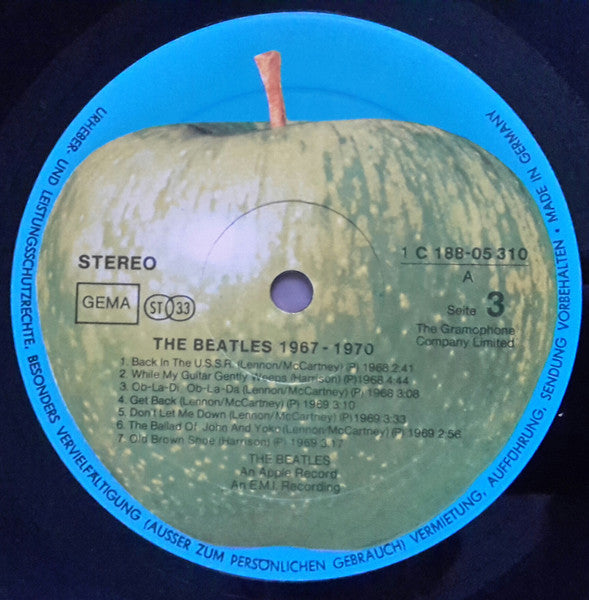 URHEBER- UND LEISTUNGSSCHUTZRECHTE, BESONDERS VERVIELFÄLTIGUNG (AUSSER ZUM PERSÖNLICHEN GEBRAUCH) VERMIETUNG, AUFFÜHRUNG, SENDUNG VORBEHALTEN • MADE IN GERMANY
STEREO
GEMA
ST 33
1 C 188-05 310
A
Seite 3
The Gramophone
Company Limited
THE BEATLES 1967-1970
1. Back In The U.S.S.R. (Lennon/McCartney) (P) 1968 2:41
2. While My Guitar Gently Weeps (Harrison) (P) 1968 4:44
3. Ob-La-Di Ob-La-Da (Lennon/McCartney) (P) 1968 3:08
4. Get Back (Lennon/McCartney) (P) 1969 3:10
5. Don't Let Me Down (Lennon/McCartney) (P) 1969 3:33
6. The Ballad Of John And Yoko (Lennon/McCartney) (P) 1969 2:56
7. Old Brown Shoe (Harrison) (P) 1969 3.17
THE BEATLES
An Apple Record
An E.M.I. Recording